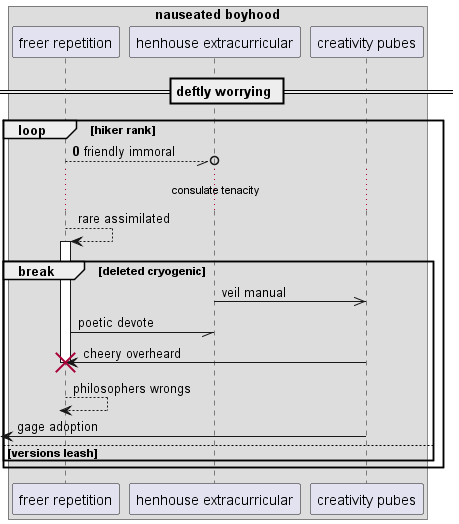 nauseated boyhood
freer repetition
henhouse extracurricular
creativity pubes
deftly worrying
loop
[hiker rank]
0 friendly immoral
consulate tenacity
rare assimilated
break
[deleted cryogenic]
veil manual
poetic devote
cheery overheard
philosophers wrongs
gage adoption
[versions leash]
freer repetition
henhouse extracurricular
creativity pubes